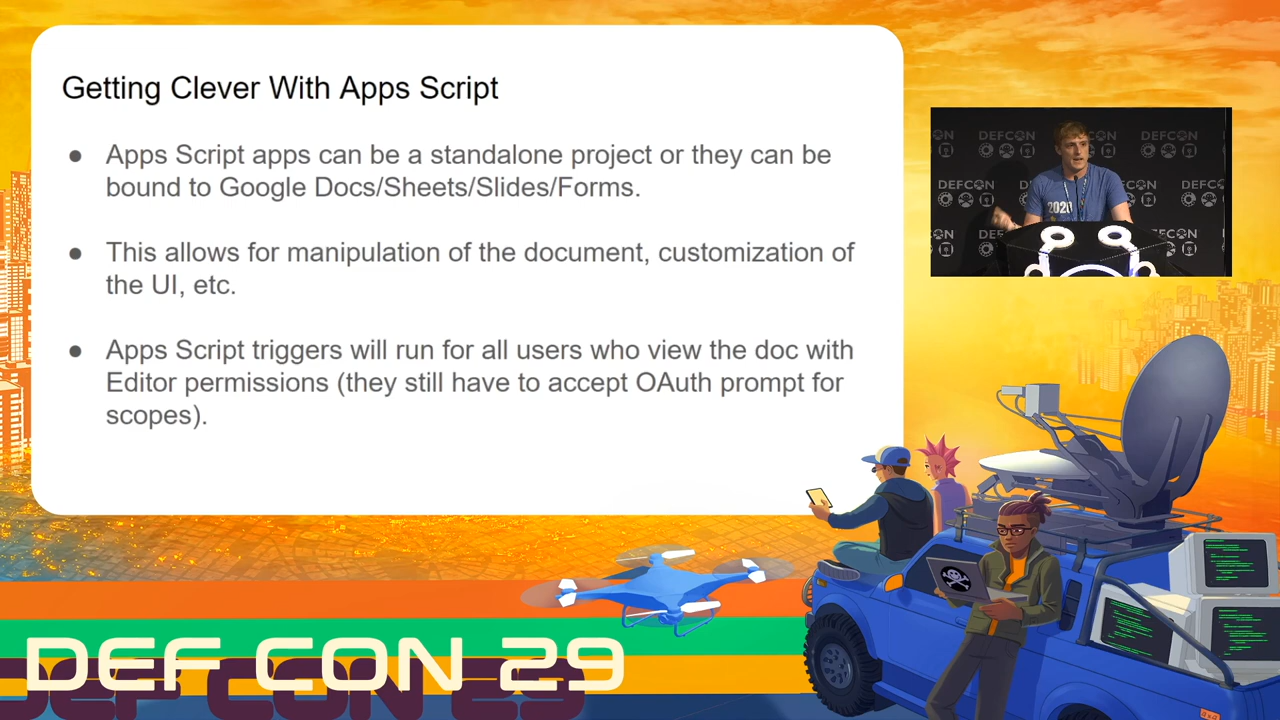 Getting Clever With Apps Script
● Apps Script apps can be a standalone project or they can be
bound to Google Docs/Sheets/Slides/Forms.
● This allows for manipulation of the document, customization of
the UI, etc.
● Apps Script triggers will run for all users who view the doc with
Editor permissions (they still have to accept OAuth prompt for
scopes).
DEFCON
2020
DEF CON 29